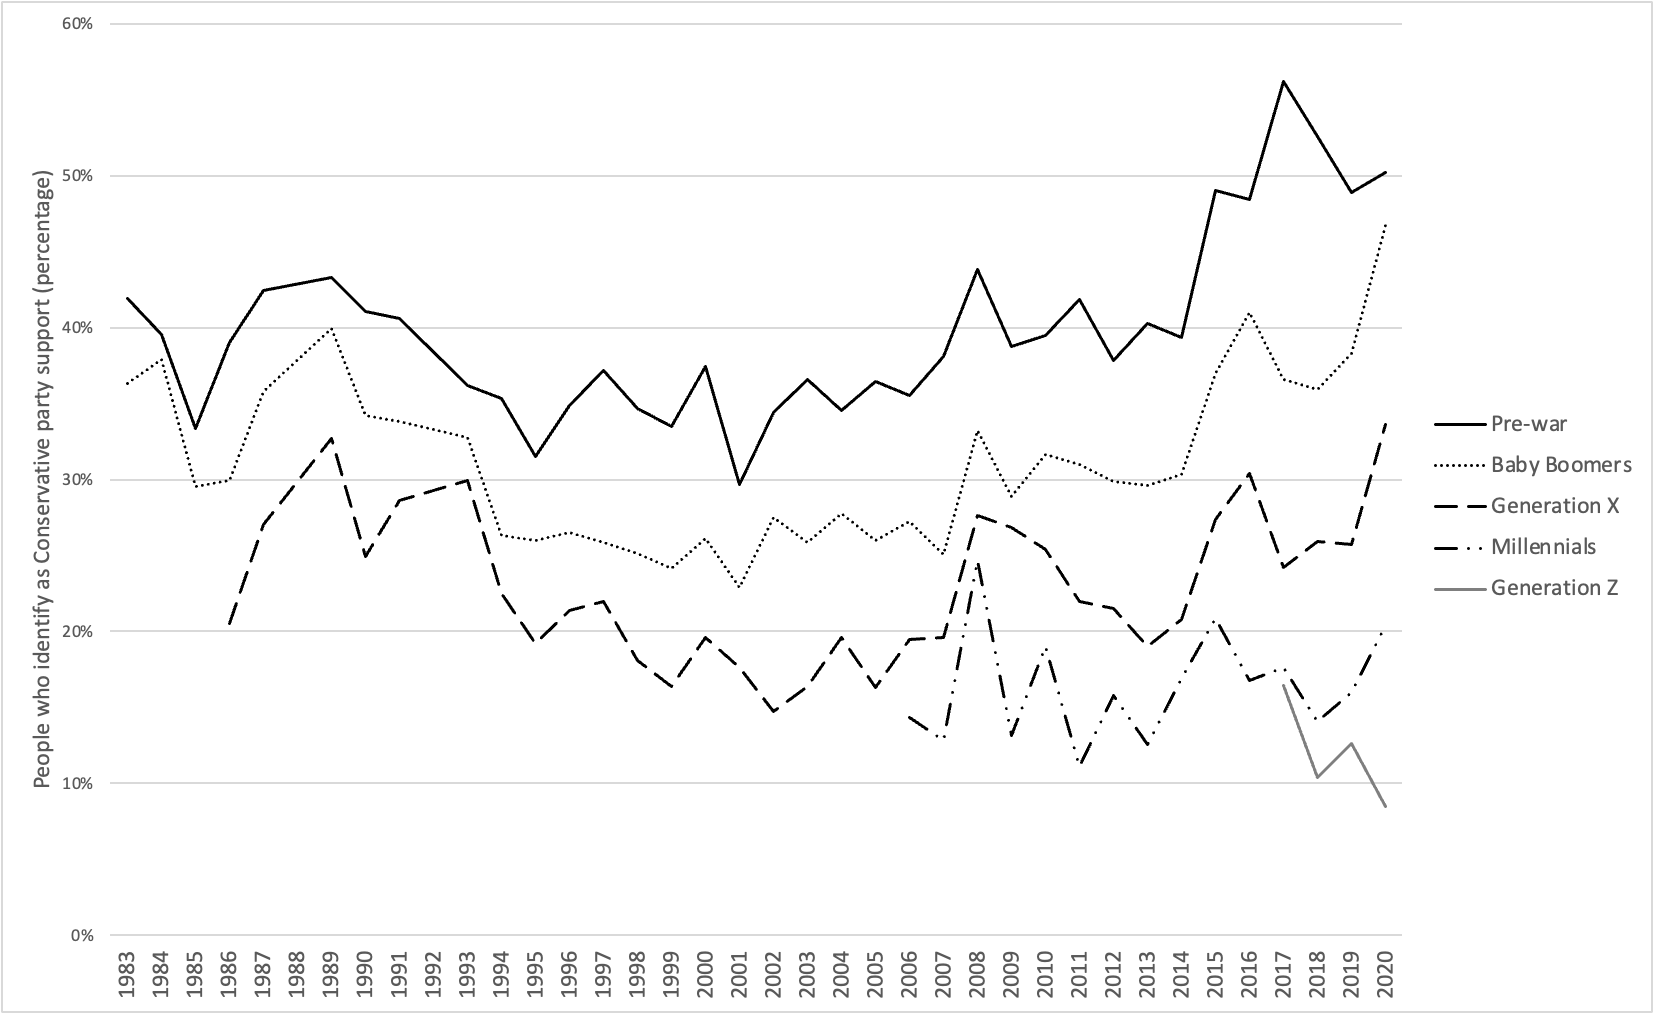 60%
50%
40%
30%
20%
10%
0%
People who identify as Conservative party support (percentage)
1983 1984 1985 1986 1987 1988 1989 1990 1991 1992 1993 1994 1995 1996 1997 1998 1999 2000 2001 2002 2003 2004 2005 2006 2007 2008 2009 2010 2011 2012 2013 2014 2015 2016 2017 2018 2019 2020
Pre-war
Baby Boomers
Generation X
Millennials
Generation Z